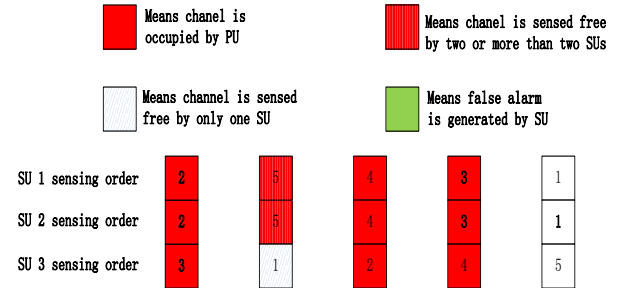 Means chanel is
occupied by PU
Means chanel is sensed free
by two or more than two SUs
Means channel is sensed
free by only one SU
Means false alarm
is generated by SU
SU 1 sensing order 2 5 4 3 1
SU 2 sensing order 2 5 4 3 1
SU 3 sensing order 3 1 2 4 5